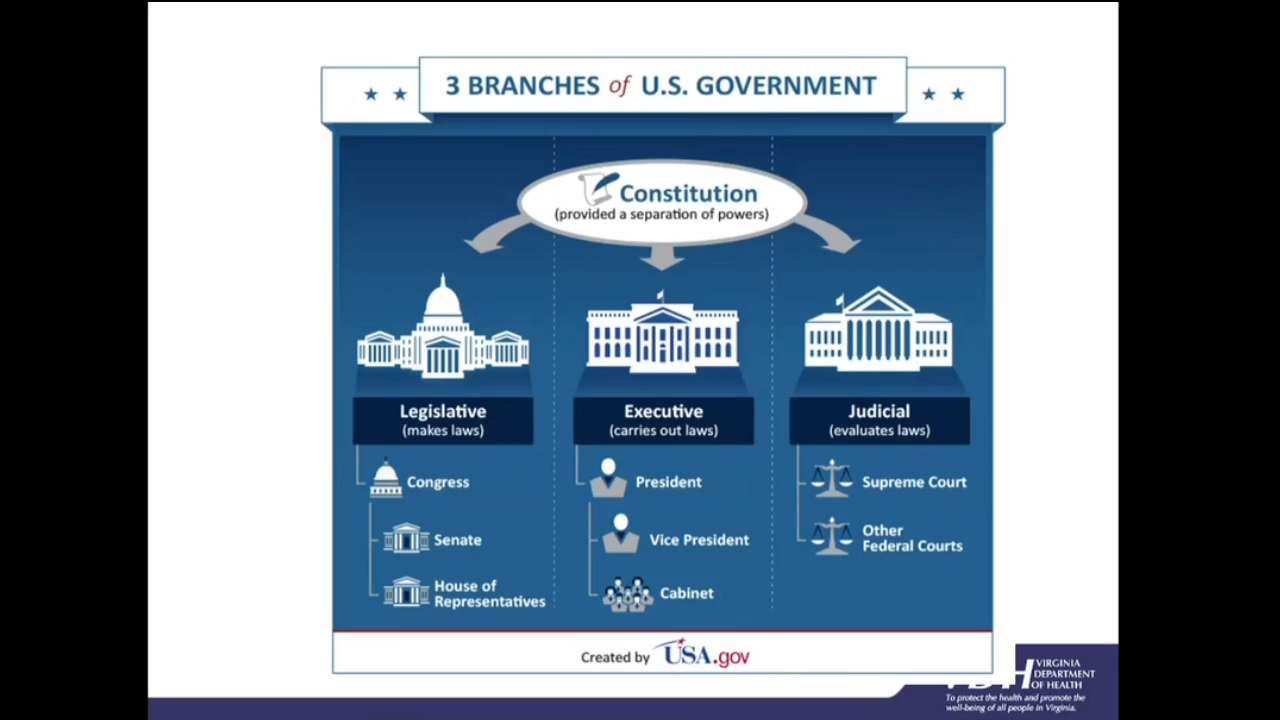 3 BRANCHES of U.S. GOVERNMENT
Constitution
(provided a separation of powers)
Legislative
(makes laws)
Executive
(carries out laws)
Judicial
(evaluates laws)
Congress
Senate
House of
Representatives
President
Vice President
Cabinet
Supreme Court
Other
Federal Courts
Created by USA.gov
VIRGINIA
DEPARTMENT
OF HEALTH
To protect the health and promote the
well-being of all people in Virginia.